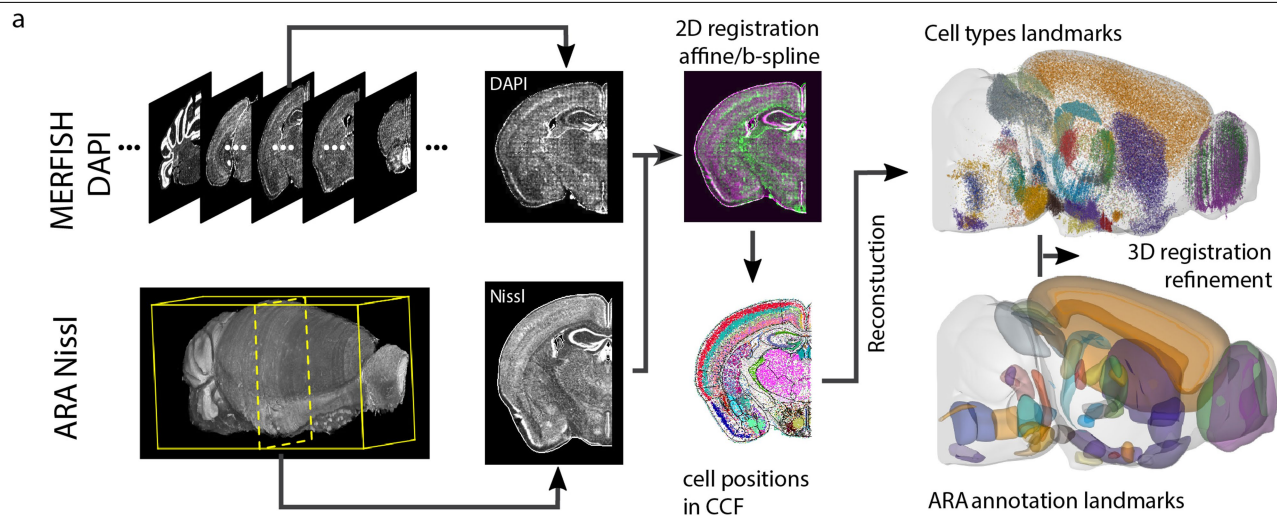 a
MERFISH
DAPI
DAPI
2D registration
affine/b-spline
Cell types landmarks
ARA Nissl
Nissl
cell positions
in CCF
Reconstuction
3D registration
refinement
ARA annotation landmarks